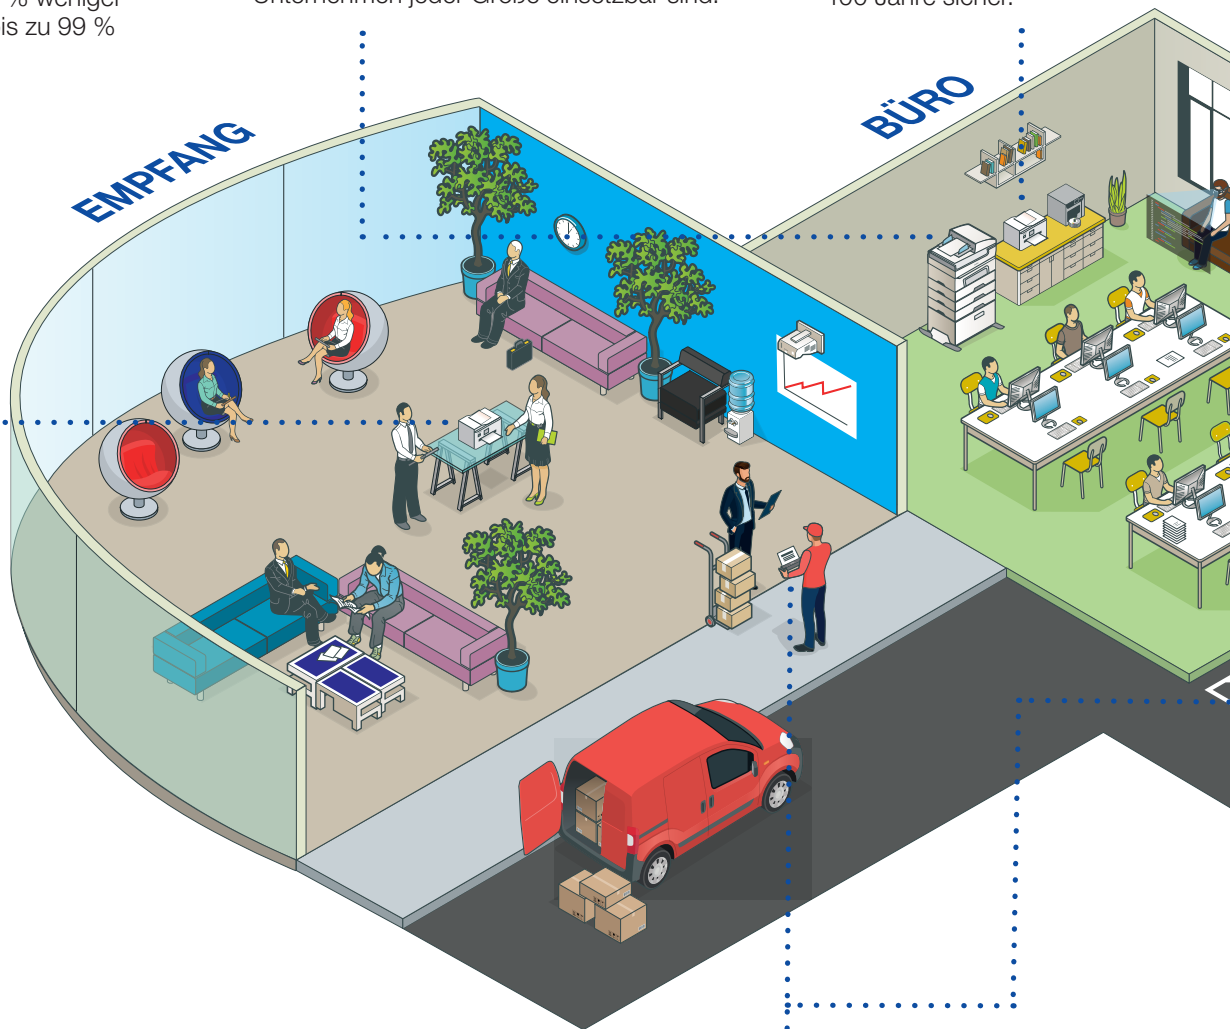 % weniger
is zu 99 %
Unternehmen jeder Größe einsetzbar sind.
100 Jahre sicher.
EMPFANG
BÜRO